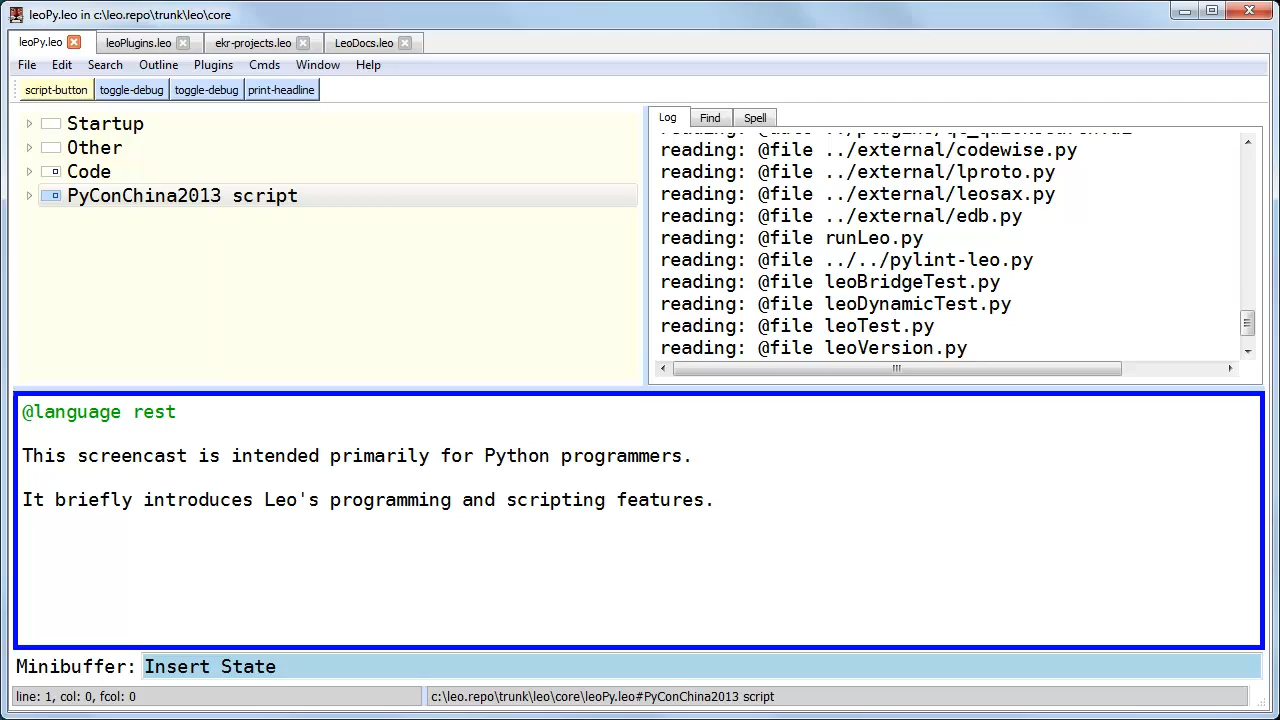 leoPy.leo in c:\leo.repo\trunk\leo\core
leoPy.leo leoPlugins.leo ekr-projects.leo LeoDocs.leo
File Edit Search Outline Plugins Cmds Window Help
script-button toggle-debug toggle-debug print-headline
Startup
Other
Code
PyConChina2013 script
Log Find Spell
reading: @file ../external/codewise.py
reading: @file ../external/lproto.py
reading: @file ../external/leosax.py
reading: @file ../external/edb.py
reading: @file runLeo.py
reading: @file ../../pylint-leo.py
reading: @file leoBridgeTest.py
reading: @file leoDynamicTest.py
reading: @file leoTest.py
reading: @file leoVersion.py
@language rest
This screencast is intended primarily for Python programmers.
It briefly introduces Leo's programming and scripting features.
Minibuffer: Insert State
line: 1, col: 0, fcol: 0
c:\leo.repo\trunk\leo\core\leoPy.leo#PyConChina2013 script